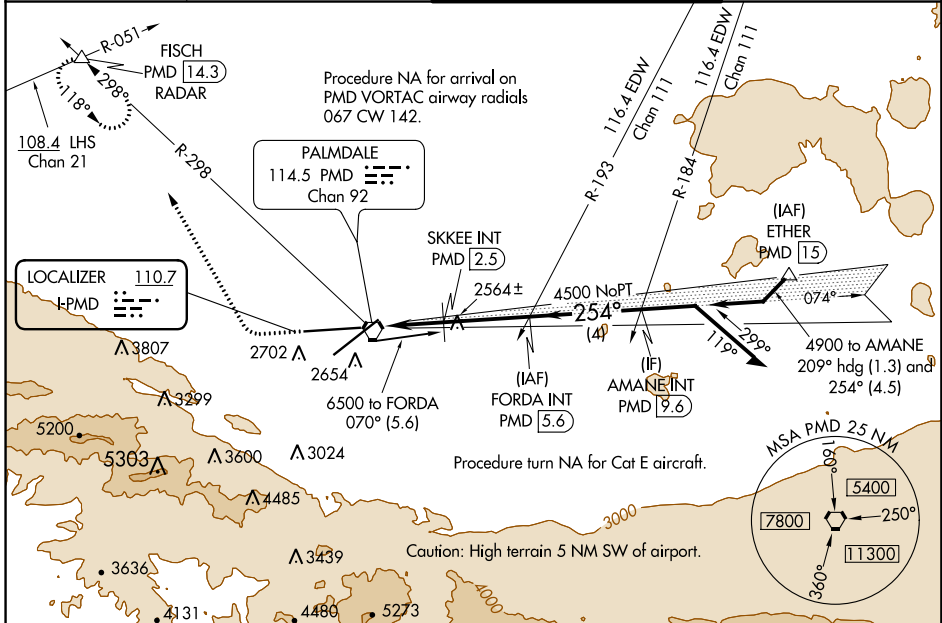 R-051
FISCH
PMD 14.3
RADAR
298°
118°
108.4 LHS
Chan 21
R-298
Procedure NA for arrival on
PMD VORTAC airway radials
067 CW 142.
116.4 EDW
Chan 111
116.4 EDW
Chan 111
R-193
R-184
PALMDALE
114.5 PMD
Chan 92
LOCALIZER 110.7
I-PMD
SKKEE INT
PMD 2.5
2564±
(IAF)
ETHER
PMD 15
4500 NoPT
254°
(4)
074°
299°
119°
4900 to AMANE
209° hdg (1.3) and
254° (4.5)
2702
2654
6500 to FORDA
070° (5.6)
(IAF)
FORDA INT
PMD 5.6
(IF)
AMANE INT
PMD 9.6
3807
3299
5200
5303
3600
3024
4485
Procedure turn NA for Cat E aircraft.
MSA PMD 25 NM
160°
5400
250°
7800
11300
360°
3000
3439
Caution: High terrain 5 NM SW of airport.
3636
4000
4131
4480
5273